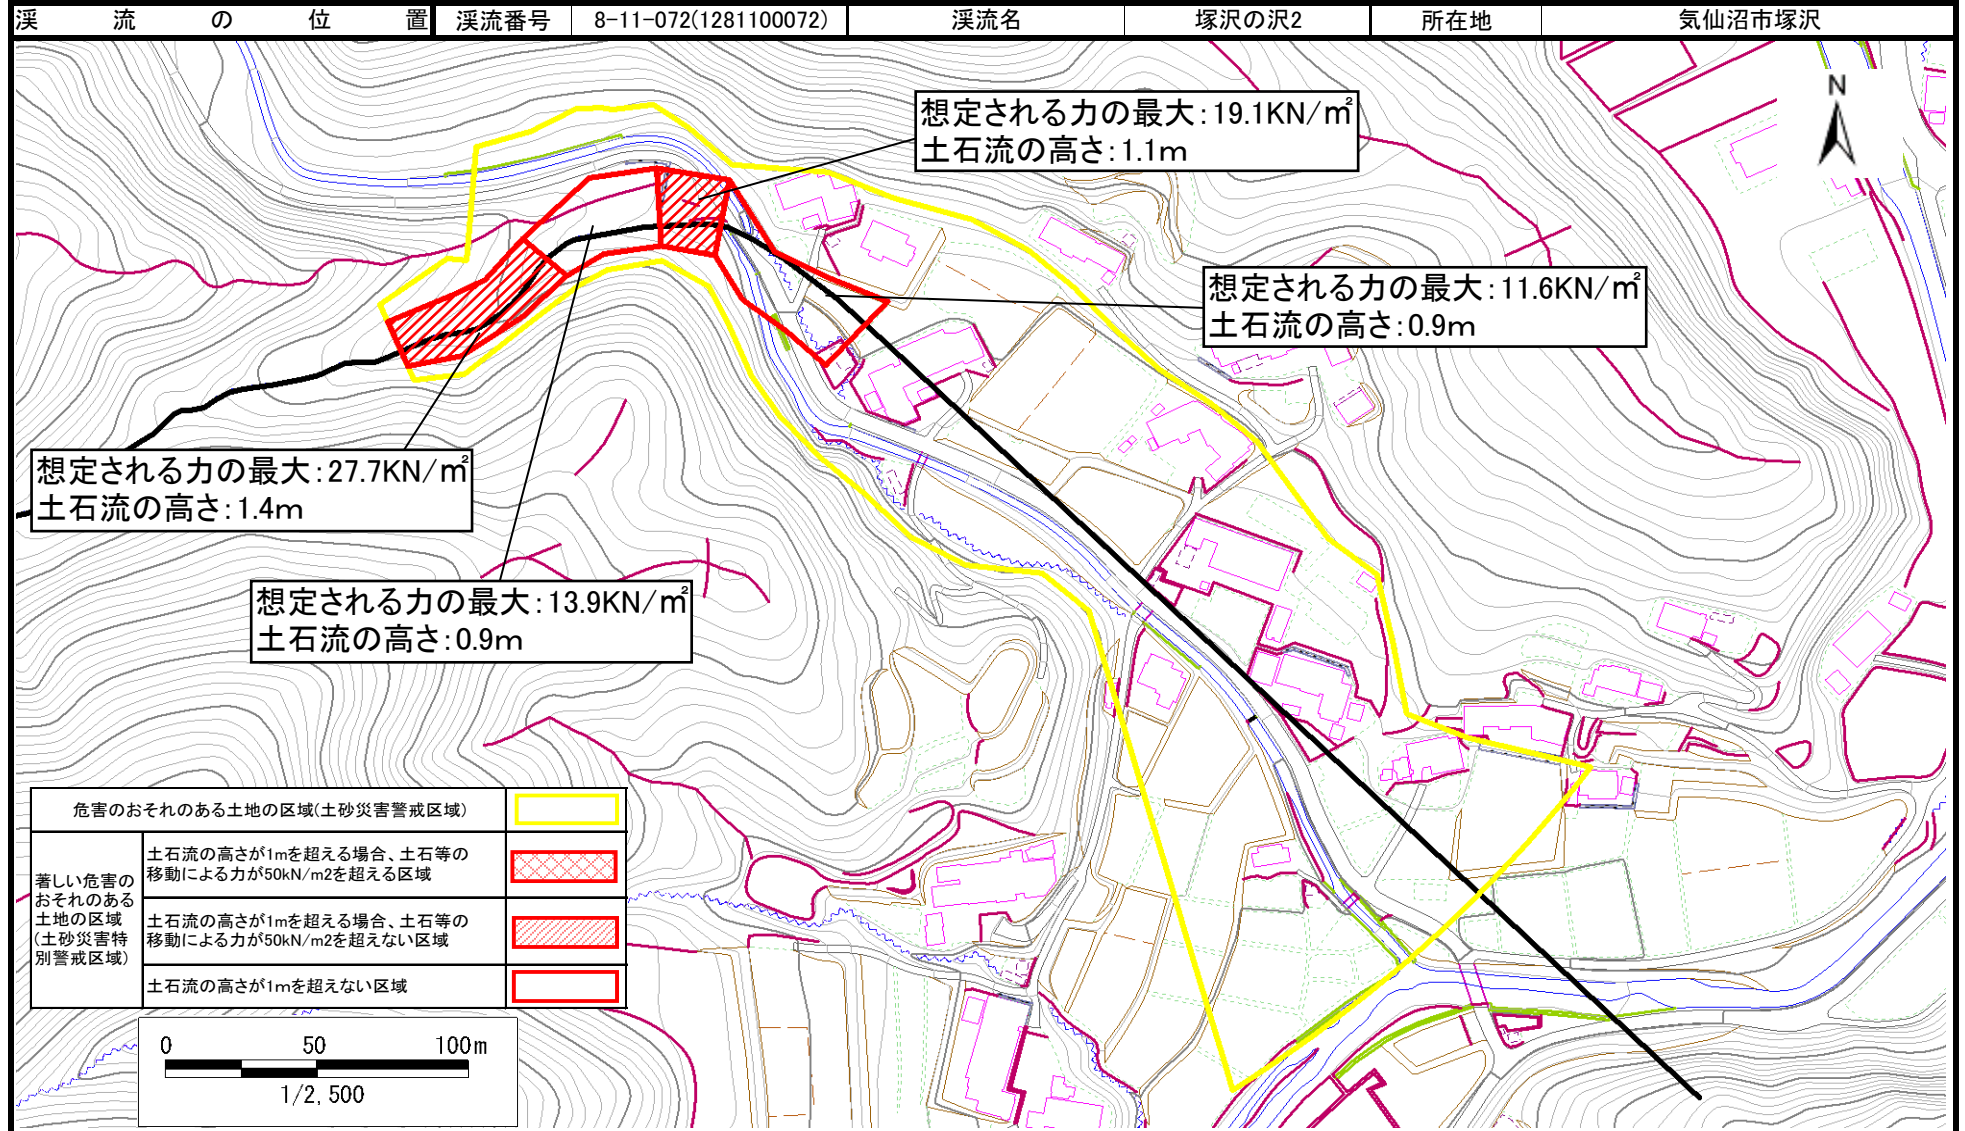 渓流の位置 渓流番号 8-11-072(1281100072) 渓流名 塚沢の沢2 所在地 気仙沼市塚沢
N
想定される力の最大:19.1KN/㎡
土石流の高さ:1.1m
想定される力の最大:11.6KN/㎡
土石流の高さ:0.9m
想定される力の最大:27.7KN/㎡
土石流の高さ:1.4m
想定される力の最大:13.9KN/㎡
土石流の高さ:0.9m
危害のおそれのある土地の区域(土砂災害警戒区域)
著しい危害の
おそれのある
土地の区域
(土砂災害特
別警戒区域)
土石流の高さが1mを超える場合、土石等の
移動による力が50kN/m2を超える区域
土石流の高さが1mを超える場合、土石等の
移動による力が50kN/m2を超えない区域
土石流の高さが1mを超えない区域
0 50 100m
1/2,500